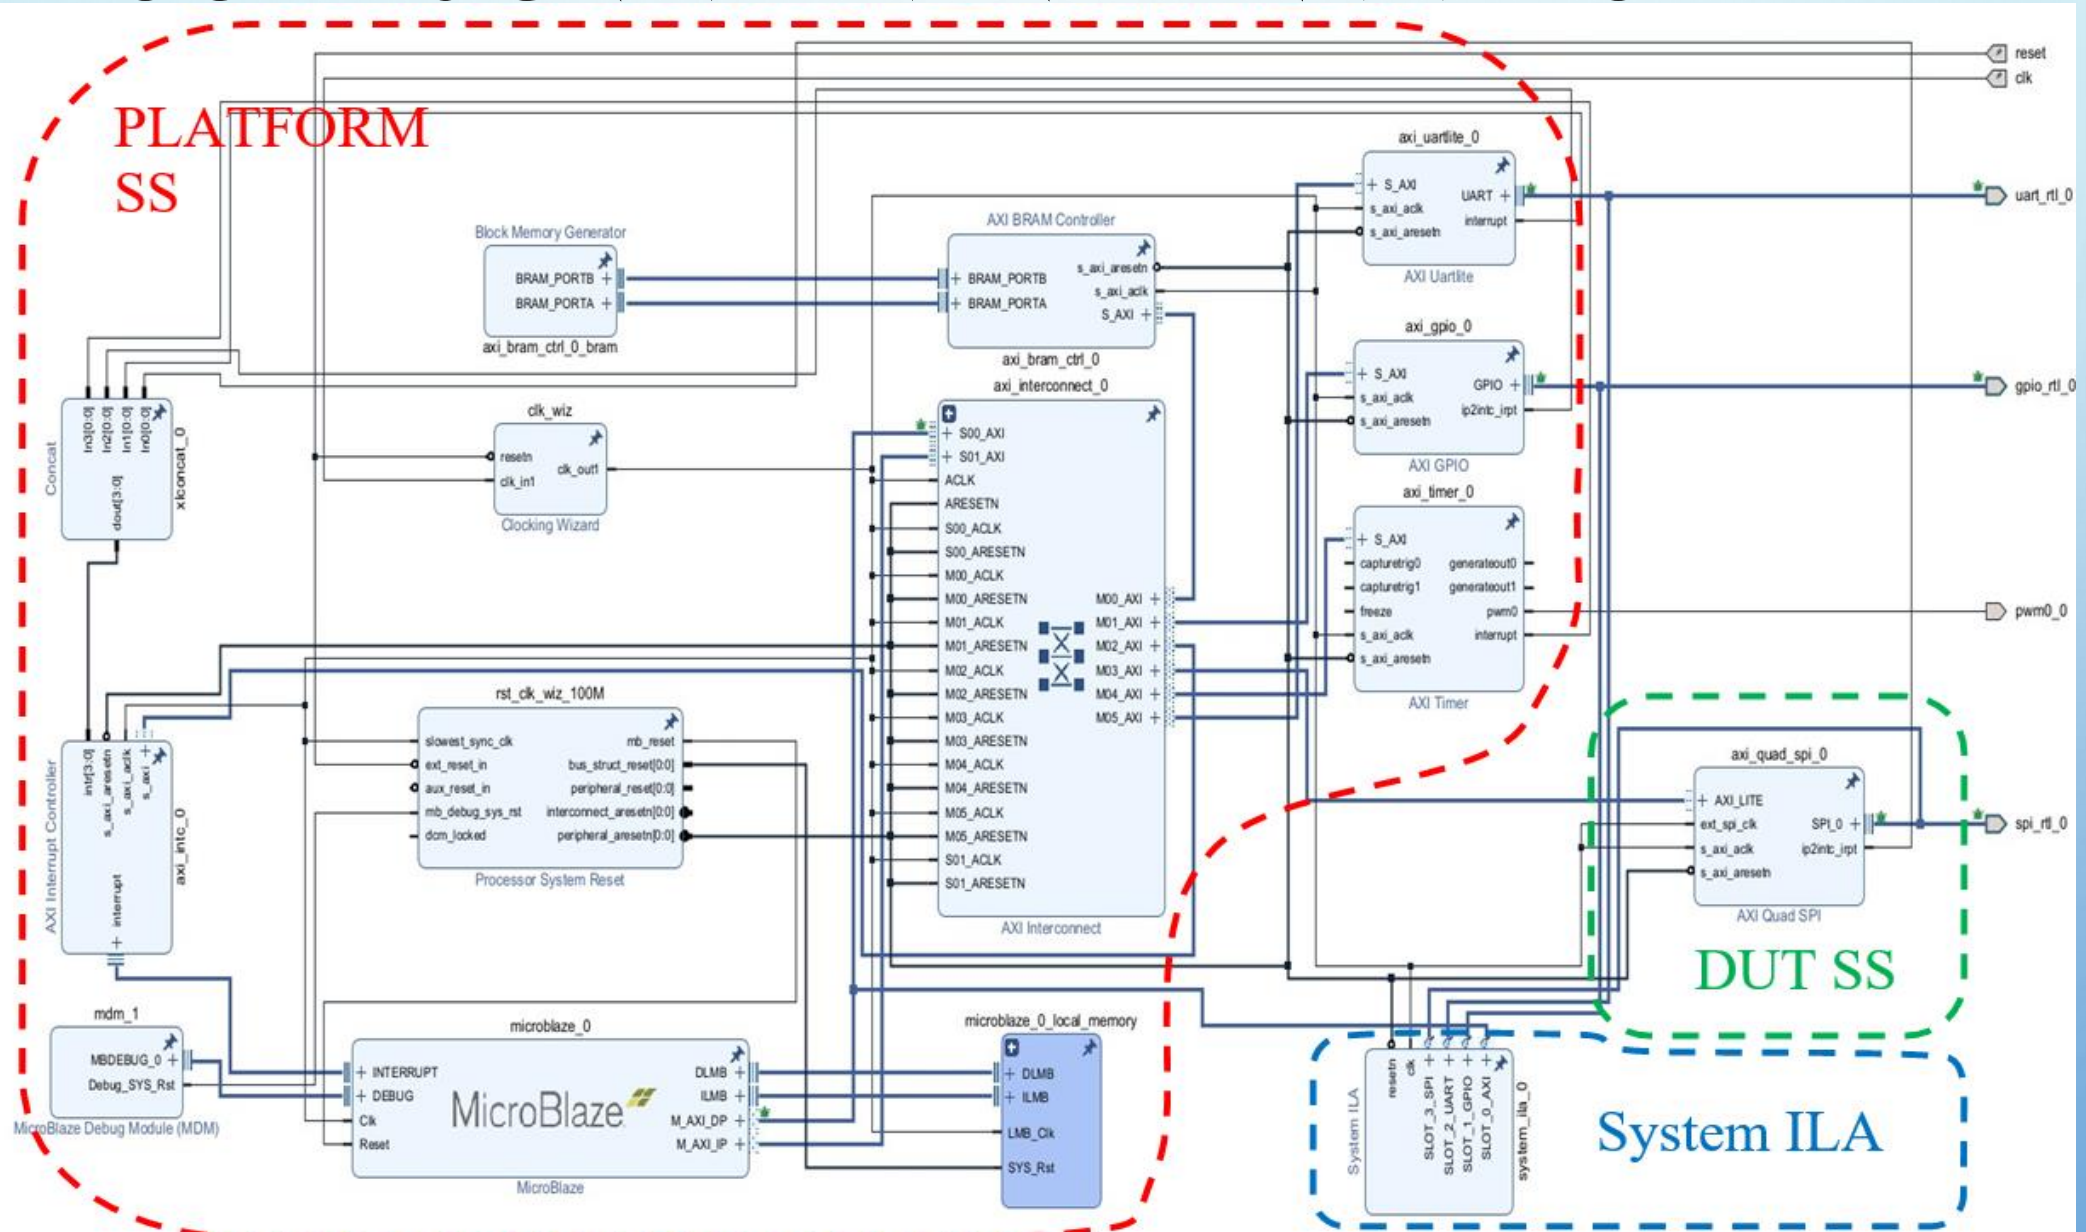 reset
clk
PLATFORM
SS
axi_uartlite_0
+ S_AXI
s_axi_aclk
s_axi_aresetn
UART +
interrupt
AXI Uartlite
uart_rtl_0
Block Memory Generator
BRAM_PORTB +
BRAM_PORTA +
axi_bram_ctrl_0_bram
AXI BRAM Controller
+ BRAM_PORTB
+ BRAM_PORTA
s_axi_aresetn
s_axi_aclk
S_AXI +
axi_bram_ctrl_0
axi_gpio_0
+ S_AXI
s_axi_aclk
s_axi_aresetn
GPIO +
ip2intc_irpt
AXI GPIO
gpio_rtl_0
Concat
In3[0:0]
In2[0:0]
In1[0:0]
In0[0:0]
dout[3:0]
xlconcat_0
clk_wiz
resetn
clk_in1
clk_out1
Clocking Wizard
axi_interconnect_0
+ S00_AXI
+ S01_AXI
ACLK
ARESETN
S00_ACLK
S00_ARESETN
M00_ACLK
M00_ARESETN
M01_ACLK
M01_ARESETN
M02_ACLK
M02_ARESETN
M03_ACLK
M03_ARESETN
M04_ACLK
M04_ARESETN
M05_ACLK
M05_ARESETN
S01_ACLK
S01_ARESETN
M00_AXI +
M01_AXI +
M02_AXI +
M03_AXI +
M04_AXI +
M05_AXI +
AXI Interconnect
axi_timer_0
+ S_AXI
capturetrig0
capturetrig1
freeze
s_axi_aclk
s_axi_aresetn
generateout0
generateout1
pwm0
interrupt
AXI Timer
pwm0_0
AXI Interrupt Controller
intr[3:0]
s_axi_aresetn
s_axi_aclk
s_axi +
+ interrupt
axi_intc_0
rst_clk_wiz_100M
slowest_sync_clk
ext_reset_in
aux_reset_in
mb_debug_sys_rst
dcm_locked
mb_reset
bus_struct_reset[0:0]
peripheral_reset[0:0]
interconnect_aresetn[0:0]
peripheral_aresetn[0:0]
Processor System Reset
axi_quad_spi_0
+ AXI_LITE
ext_spi_clk
s_axi_aclk
s_axi_aresetn
SPI_0 +
ip2intc_irpt
AXI Quad SPI
spi_rtl_0
DUT SS
mdm_1
MBDEBUG_0 +
Debug_SYS_Rst
MicroBlaze Debug Module (MDM)
microblaze_0
+ INTERRUPT
+ DEBUG
Clk
Reset
MicroBlaze
DLMB +
ILMB +
M_AXI_DP +
M_AXI_IP +
MicroBlaze
microblaze_0_local_memory
+ DLMB
+ ILMB
LMB_Clk
SYS_Rst
System ILA
resetn
clk
SLOT_3_SPI +
SLOT_2_UART +
SLOT_1_GPIO +
SLOT_0_AXI +
system_ila_0
System ILA